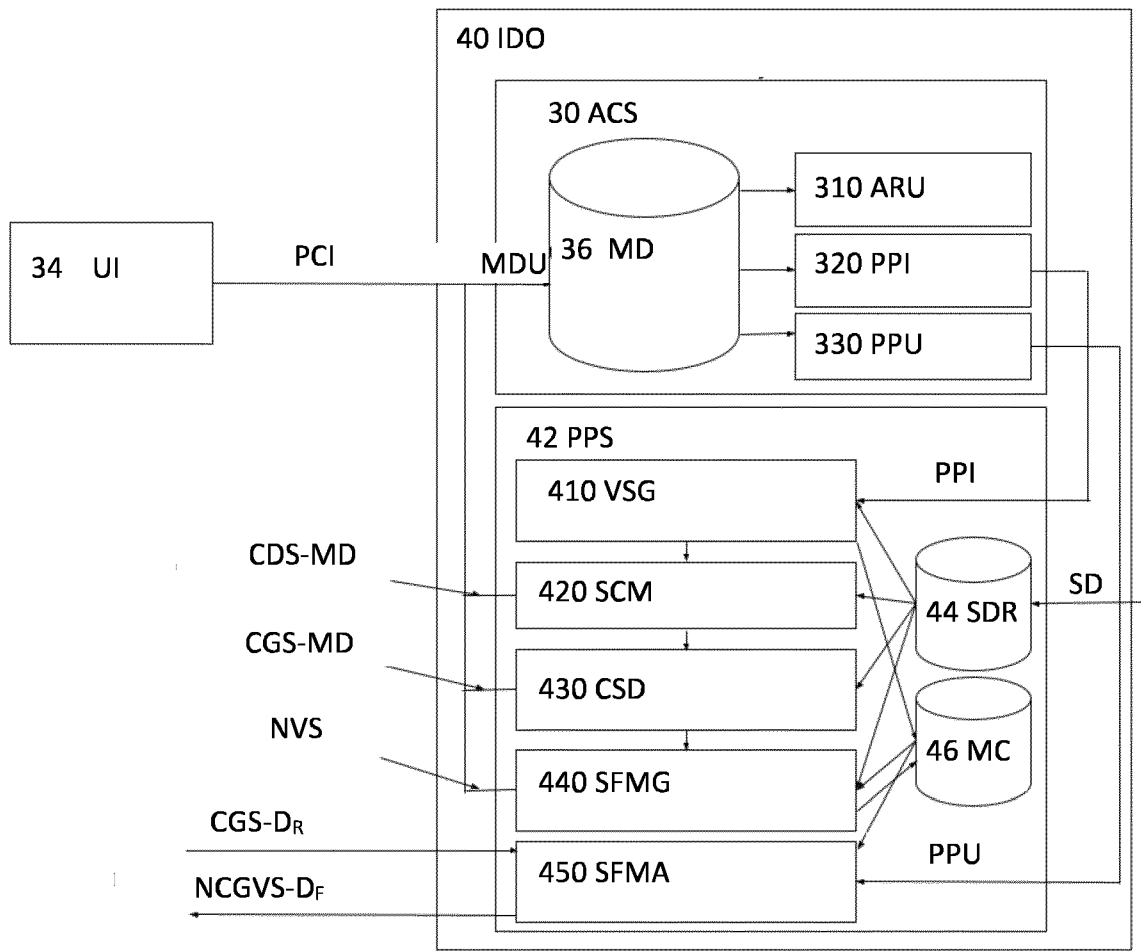 40 IDO
30 ACS
310 ARU
34 UI
PCI
MDU
36 MD
320 PPI
330 PPU
42 PPS
410 VSG
PPI
CDS-MD
420 SCM
44 SDR
SD
CGS-MD
430 CSD
NVS
46 MC
440 SFMG
CGS-DR
PPU
450 SFMA
NCGVS-DF